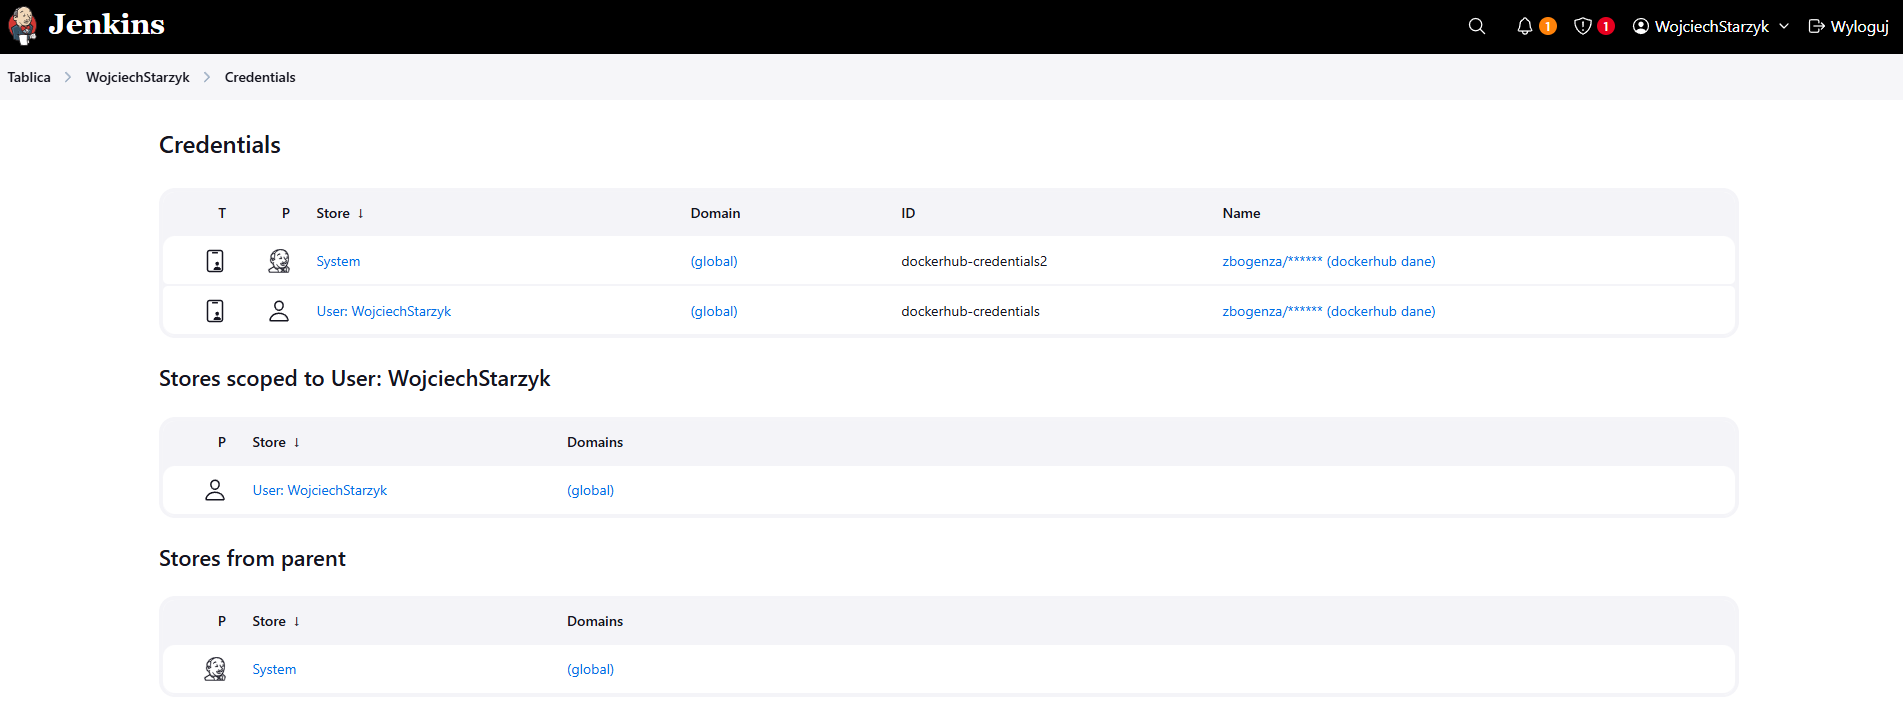 Jenkins
1
1
WojciechStarzyk
Wyloguj
Tablica
WojciechStarzyk
Credentials
Credentials
T P Store ↓ Domain ID Name
System (global) dockerhub-credentials2 zbogenza/****** (dockerhub dane)
User: WojciechStarzyk (global) dockerhub-credentials zbogenza/****** (dockerhub dane)
Stores scoped to User: WojciechStarzyk
P Store ↓ Domains
User: WojciechStarzyk (global)
Stores from parent
P Store ↓ Domains
System (global)